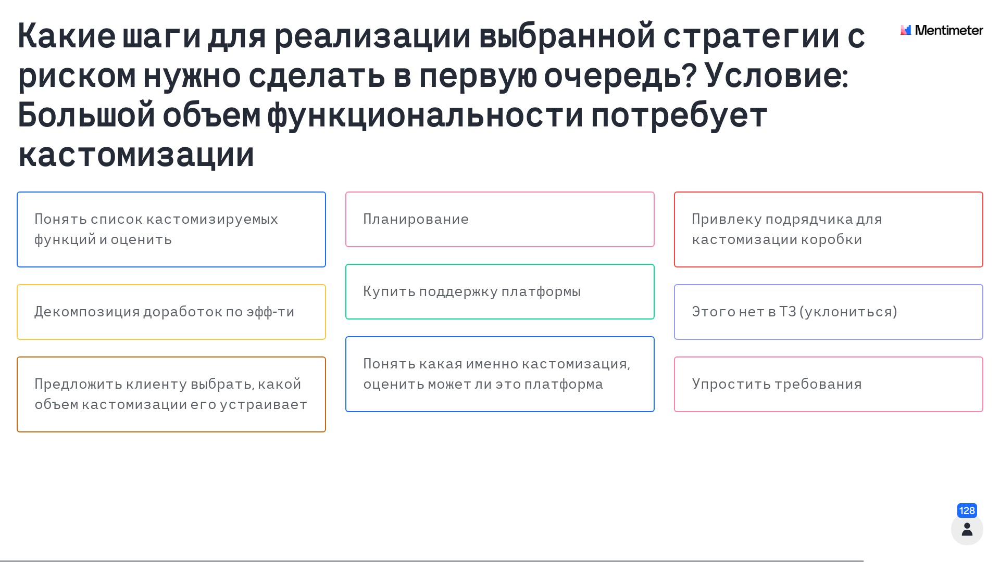 Какие шаги для реализации выбранной стратегии с
риском нужно сделать в первую очередь? Условие:
Большой объем функциональности потребует
кастомизации
Mentimeter
Понять список кастомизируемых
функций и оценить
Декомпозиция доработок по эфф-ти
Предложить клиенту выбрать, какой
объем кастомизации его устраивает
Планирование
Купить поддержку платформы
Понять какая именно кастомизация,
оценить может ли это платформа
Привлеку подрядчика для
кастомизации коробки
Этого нет в ТЗ (уклониться)
Упростить требования
128